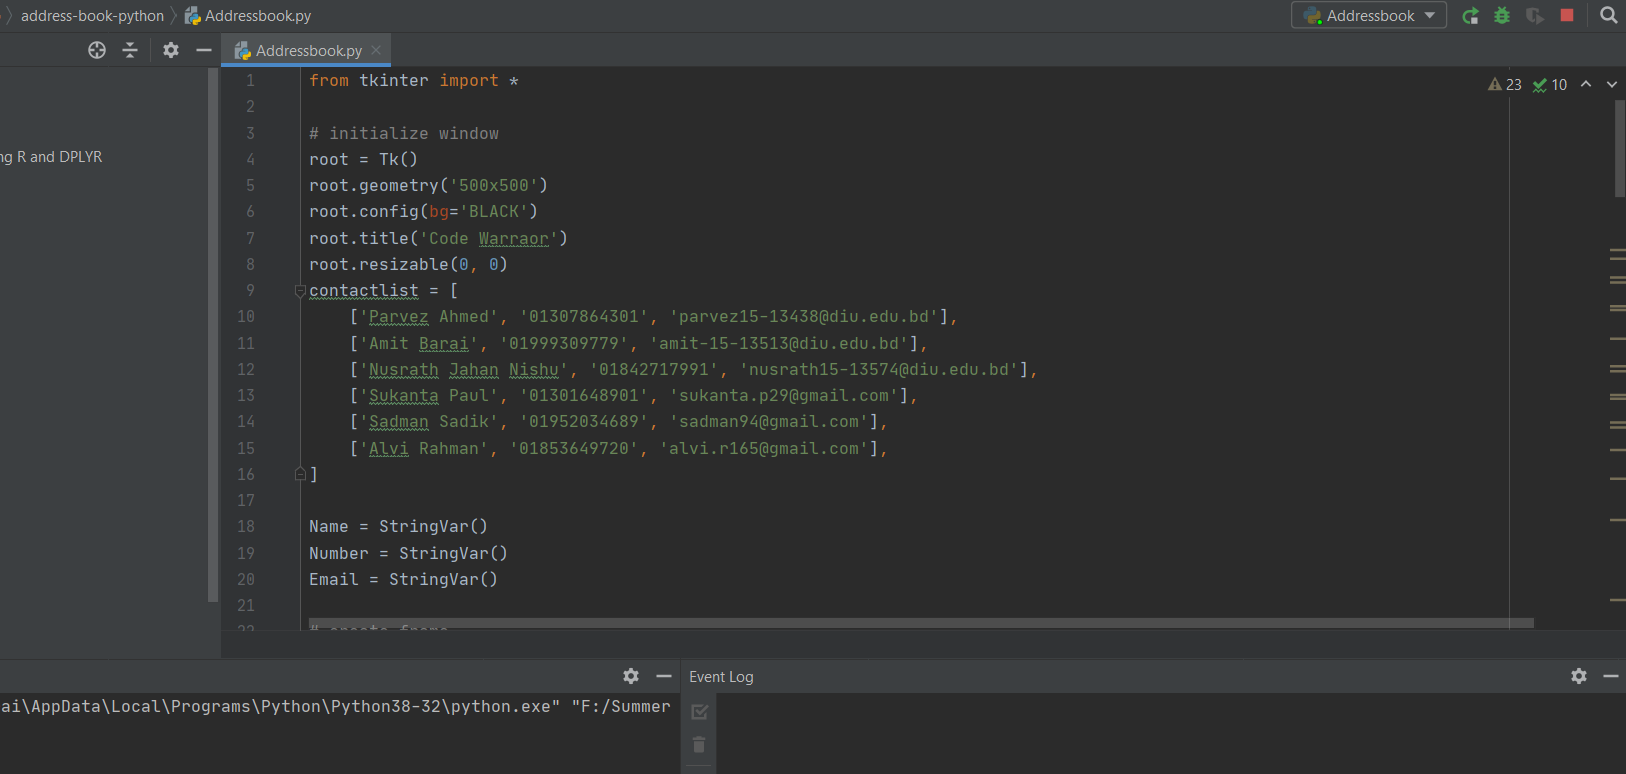 address-book-python Addressbook.py
Addressbook
Addressbook.py
23 10
ng R and DPLYR
1 from tkinter import *
2
3 # initialize window
4 root = Tk()
5 root.geometry('500x500')
6 root.config(bg='BLACK')
7 root.title('Code Warraor')
8 root.resizable(0, 0)
9 contactlist = [
10 ['Parvez Ahmed', '01307864301', 'parvez15-13438@diu.edu.bd'],
11 ['Amit Barai', '01999309779', 'amit-15-13513@diu.edu.bd'],
12 ['Nusrath Jahan Nishu', '01842717991', 'nusrath15-13574@diu.edu.bd'],
13 ['Sukanta Paul', '01301648901', 'sukanta.p29@gmail.com'],
14 ['Sadman Sadik', '01952034689', 'sadman94@gmail.com'],
15 ['Alvi Rahman', '01853649720', 'alvi.r165@gmail.com'],
16 ]
17
18 Name = StringVar()
19 Number = StringVar()
20 Email = StringVar()
21
Event Log
ai\AppData\Local\Programs\Python\Python38-32\python.exe" "F:/Summer